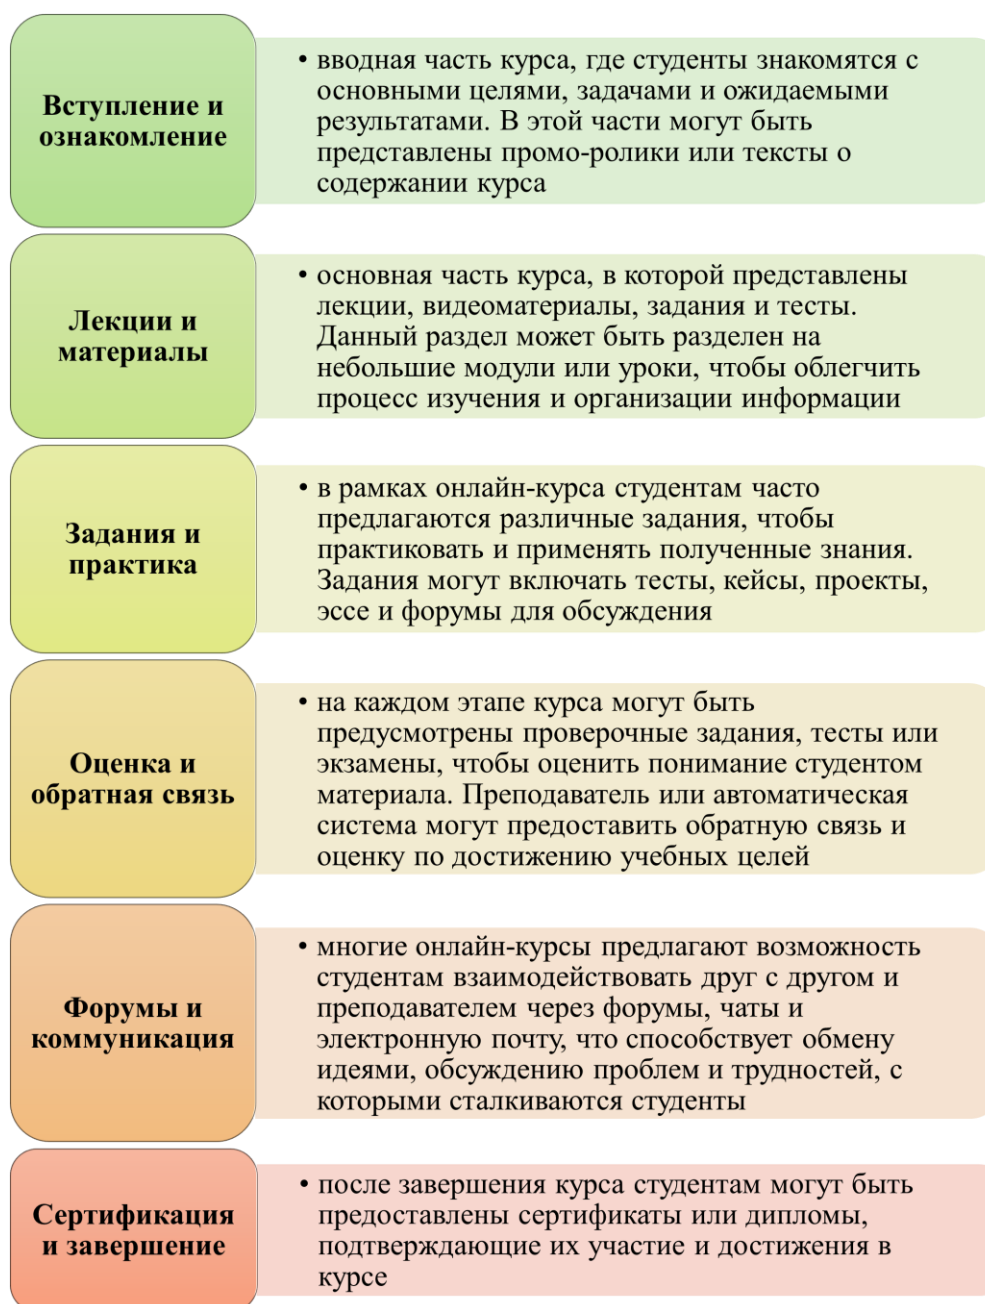 Вступление и
ознакомление
• вводная часть курса, где студенты знакомятся с
основными целями, задачами и ожидаемыми
результатами. В этой части могут быть
представлены промо-ролики или тексты о
содержании курса
Лекции и
материалы
• основная часть курса, в которой представлены
лекции, видеоматериалы, задания и тесты.
Данный раздел может быть разделен на
небольшие модули или уроки, чтобы облегчить
процесс изучения и организации информации
Задания и
практика
• в рамках онлайн-курса студентам часто
предлагаются различные задания, чтобы
практиковать и применять полученные знания.
Задания могут включать тесты, кейсы, проекты,
эссе и форумы для обсуждения
Оценка и
обратная связь
• на каждом этапе курса могут быть
предусмотрены проверочные задания, тесты или
экзамены, чтобы оценить понимание студентом
материала. Преподаватель или автоматическая
система могут предоставить обратную связь и
оценку по достижению учебных целей
Форумы и
коммуникация
• многие онлайн-курсы предлагают возможность
студентам взаимодействовать друг с другом и
преподавателем через форумы, чаты и
электронную почту, что способствует обмену
идеями, обсуждению проблем и трудностей, с
которыми сталкиваются студенты
Сертификация
и завершение
• после завершения курса студентам могут быть
предоставлены сертификаты или дипломы,
подтверждающие их участие и достижения в
курсе